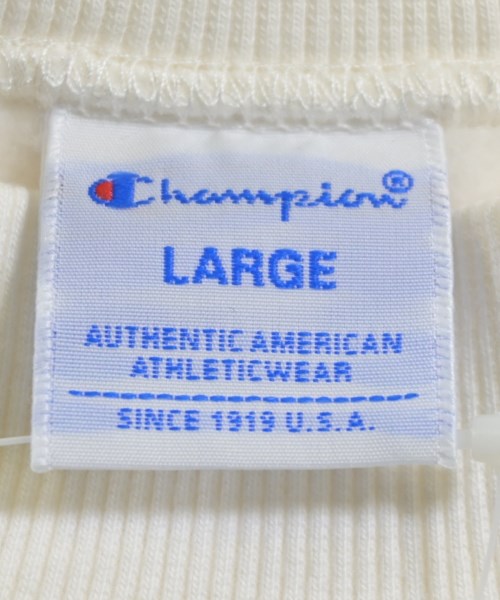 Champion®
LARGE
AUTHENTIC AMERICAN
ATHLETICWEAR
SINCE 1919 U.S.A.